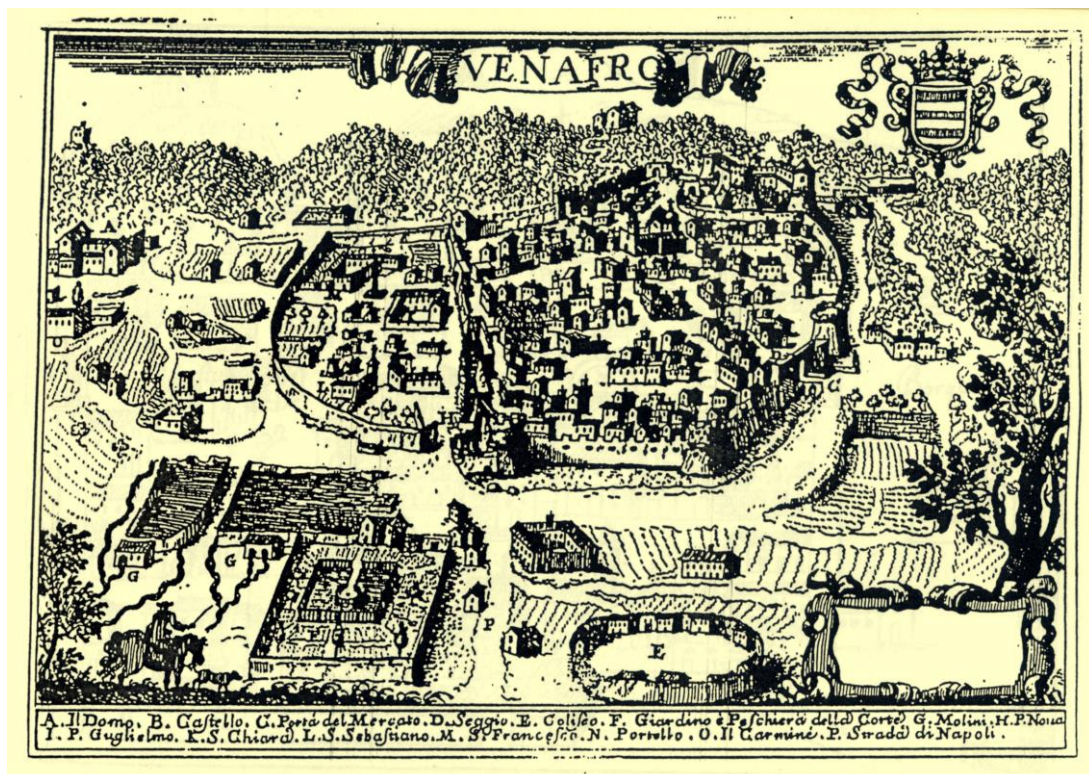 VENAFRO
A
C
G
G
P
E
A. Il Domo. B. Castello. C. Porta del Mercato. D. Seggio. E. Coliseo. F. Giardino è Peschiera della Corte. G. Molini. H. P. Noua
I. P. Guglielmo. K. S. Chiara. L. S. Sebastiano. M. S. Francesco. N. Portello. O. Il Carmine. P. Strada di Napoli.